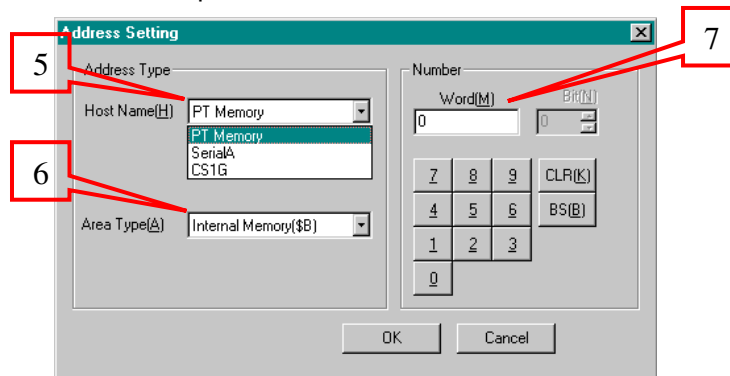 Address Setting
7
5
Address Type
Number
Host Name(H)
PT Memory
Word(M)
Bit(N)
0
0
PT Memory
SerialA
CS1G
6
7 8 9 CLR(K)
Area Type(A)
Internal Memory($B)
4 5 6 BS(B)
1 2 3
0
OK Cancel